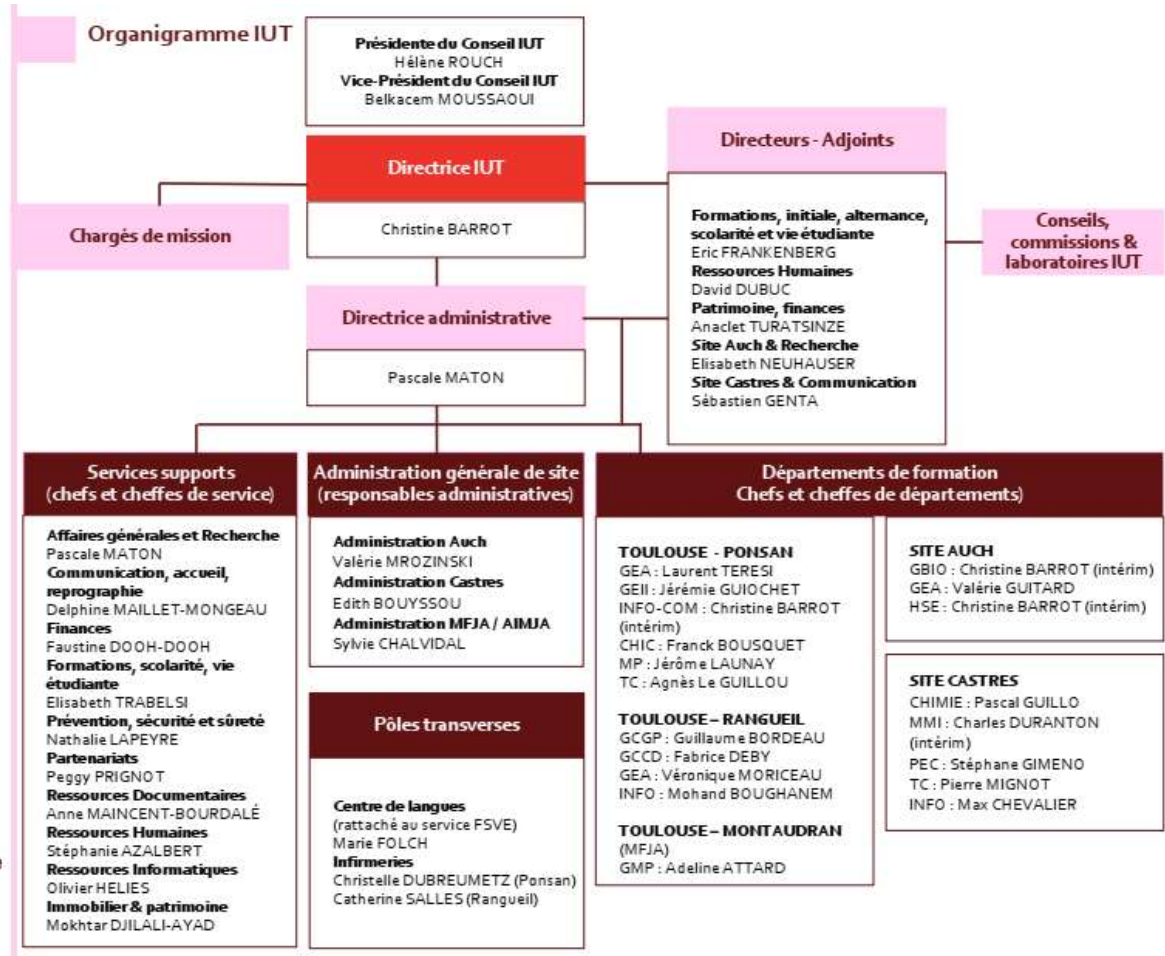 Organigramme IUT
Présidente du Conseil IUT
Hélène ROUCH
Vice-Président du Conseil IUT
Belkacem MOUSSAOUI
Directrice IUT
Christine BARROT
Chargés de mission
Directeurs - Adjoints
Formations, initiale, alternance,
scolarité et vie étudiante
Eric FRANKENBERG
Ressources Humaines
David DUBUC
Patrimoine, finances
Anaclet TURATSINZE
Site Auch & Recherche
Elisabeth NEUHAUSER
Site Castres & Communication
Sébastien GENTA
Conseils,
commissions &
laboratoires IUT
Directrice administrative
Pascale MATON
Services supports
(chefs et cheffes de service)
Affaires générales et Recherche
Pascale MATON
Communication, accueil,
reprographie
Delphine MAILLET-MONGEAU
Finances
Faustine DOOH-DOOH
Formations, scolarité, vie
étudiante
Elisabeth TRABELSI
Prévention, sécurité et sûreté
Nathalie LAPEYRE
Partenariats
Peggy PRIGNOT
Ressources Documentaires
Anne MAINCENT-BOURDALÉ
Ressources Humaines
Stéphanie AZALBERT
Ressources Informatiques
Olivier HELIES
Immobilier & patrimoine
Mokhtar DJILALI-AYAD
Administration générale de site
(responsables administratives)
Administration Auch
Valérie MROZINSKI
Administration Castres
Edith BOUYSSOU
Administration MFJA / AIMJA
Sylvie CHALVIDAL
Pôles transverses
Centre de langues
(rattaché au service FSVE)
Marie FOLCH
Infirmeries
Christelle DUBREUMETZ (Ponsan)
Catherine SALLES (Rangueil)
Départements de formation
Chefs et cheffes de départements)
TOULOUSE - PONSAN
GEA : Laurent TERESI
GEII : Jérémie GUIOCHET
INFO-COM : Christine BARROT
(intérim)
CHIC : Franck BOUSQUET
MP : Jérôme LAUNAY
TC : Agnès Le GUILLOU
TOULOUSE – RANGUEIL
GCGP : Guillaume BORDEAU
GCCD : Fabrice DEBY
GEA : Véronique MORICEAU
INFO : Mohand BOUGHANEM
TOULOUSE – MONTAUDRAN
(MFJA)
GMP : Adeline ATTARD
SITE AUCH
GBIO : Christine BARROT (intérim)
GEA : Valérie GUITARD
HSE : Christine BARROT (intérim)
SITE CASTRES
CHIMIE : Pascal GUILLO
MMI : Charles DURANTON
(intérim)
PEC : Stéphane GIMENO
TC : Pierre MIGNOT
INFO : Max CHEVALIER